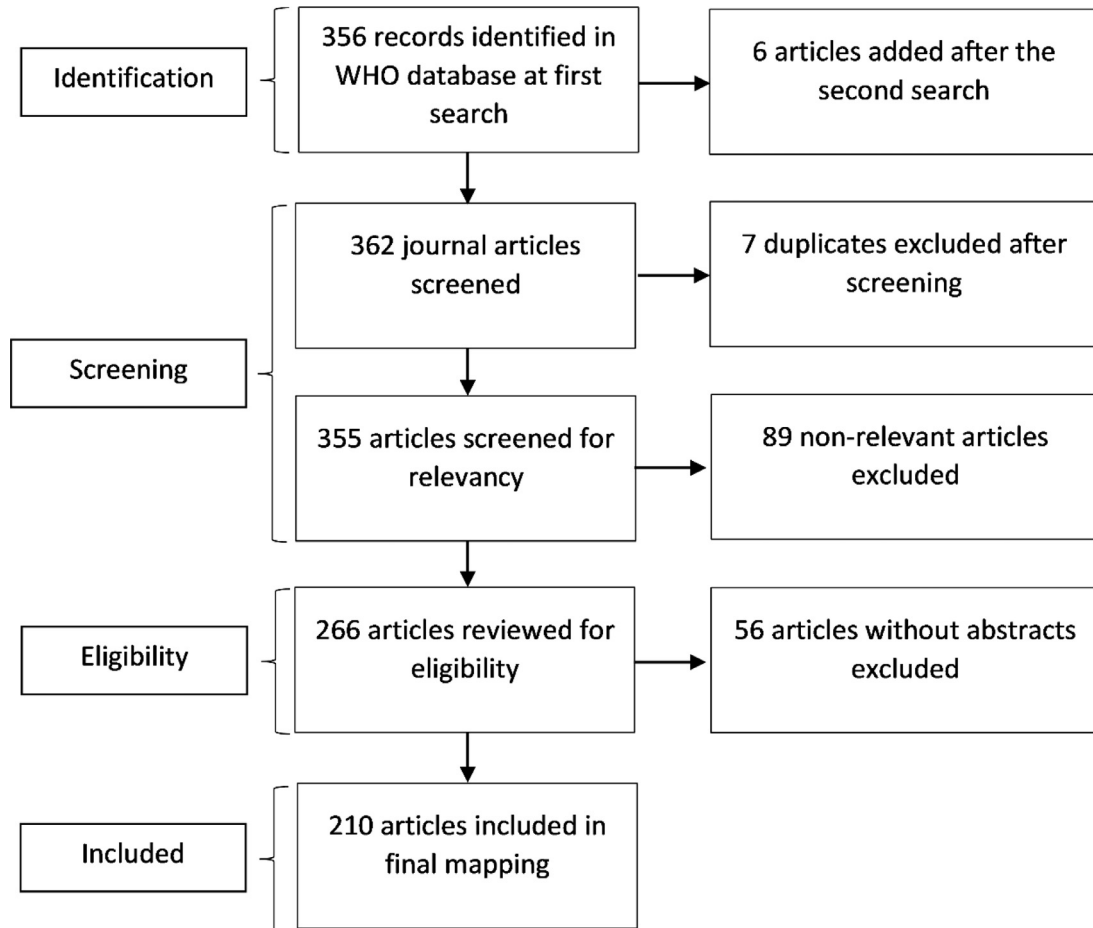 Identification
356 records identified in
WHO database at first
search
6 articles added after the
second search
Screening
362 journal articles
screened
7 duplicates excluded after
screening
355 articles screened for
relevancy
89 non-relevant articles
excluded
Eligibility
266 articles reviewed for
eligibility
56 articles without abstracts
excluded
Included
210 articles included in
final mapping